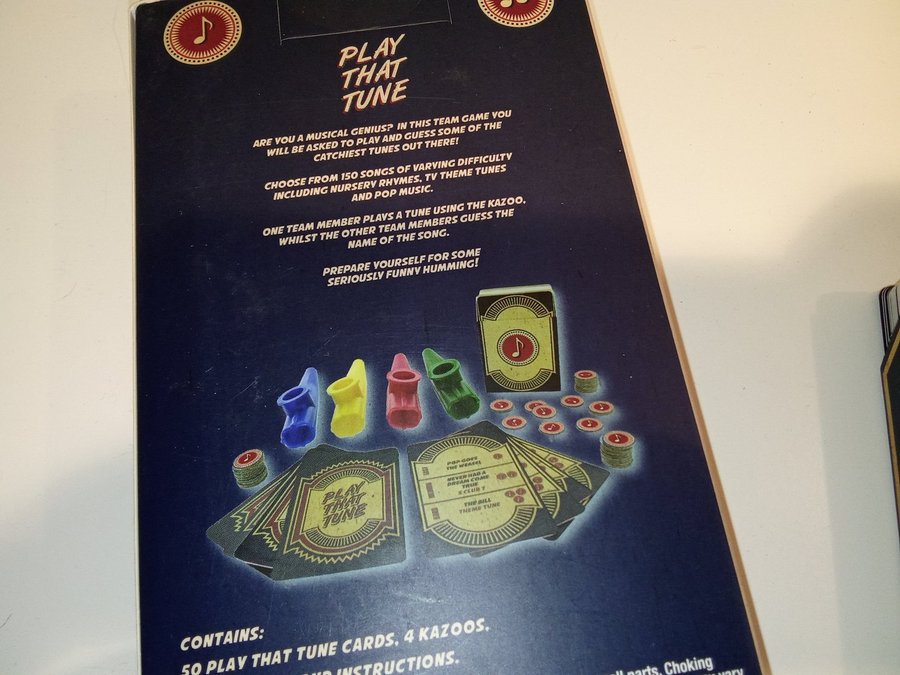 PLAY
THAT
TUNE
ARE YOU A MUSICAL GENIUS? IN THIS TEAM GAME YOU
WILL BE ASKED TO PLAY AND GUESS SOME OF THE
CATCHIEST TUNES OUT THERE!
CHOOSE FROM 150 SONGS OF VARYING DIFFICULTY
INCLUDING NURSERY RHYMES, TV THEME TUNES
AND POP MUSIC.
ONE TEAM MEMBER PLAYS A TUNE USING THE KAZOO,
WHILST THE OTHER TEAM MEMBERS GUESS THE
NAME OF THE SONG.
PREPARE YOURSELF FOR SOME
SERIOUSLY FUNNY HUMMING!
PLAY
THAT
TUNE
POP GOES
THE WEASEL
NEVER HAD A
DREAM COME
TRUE
S CLUB 7
THE BILL
THEME TUNE
CONTAINS:
50 PLAY THAT TUNE CARDS, 4 KAZOOS,
INSTRUCTIONS.
parts. Choking
vary